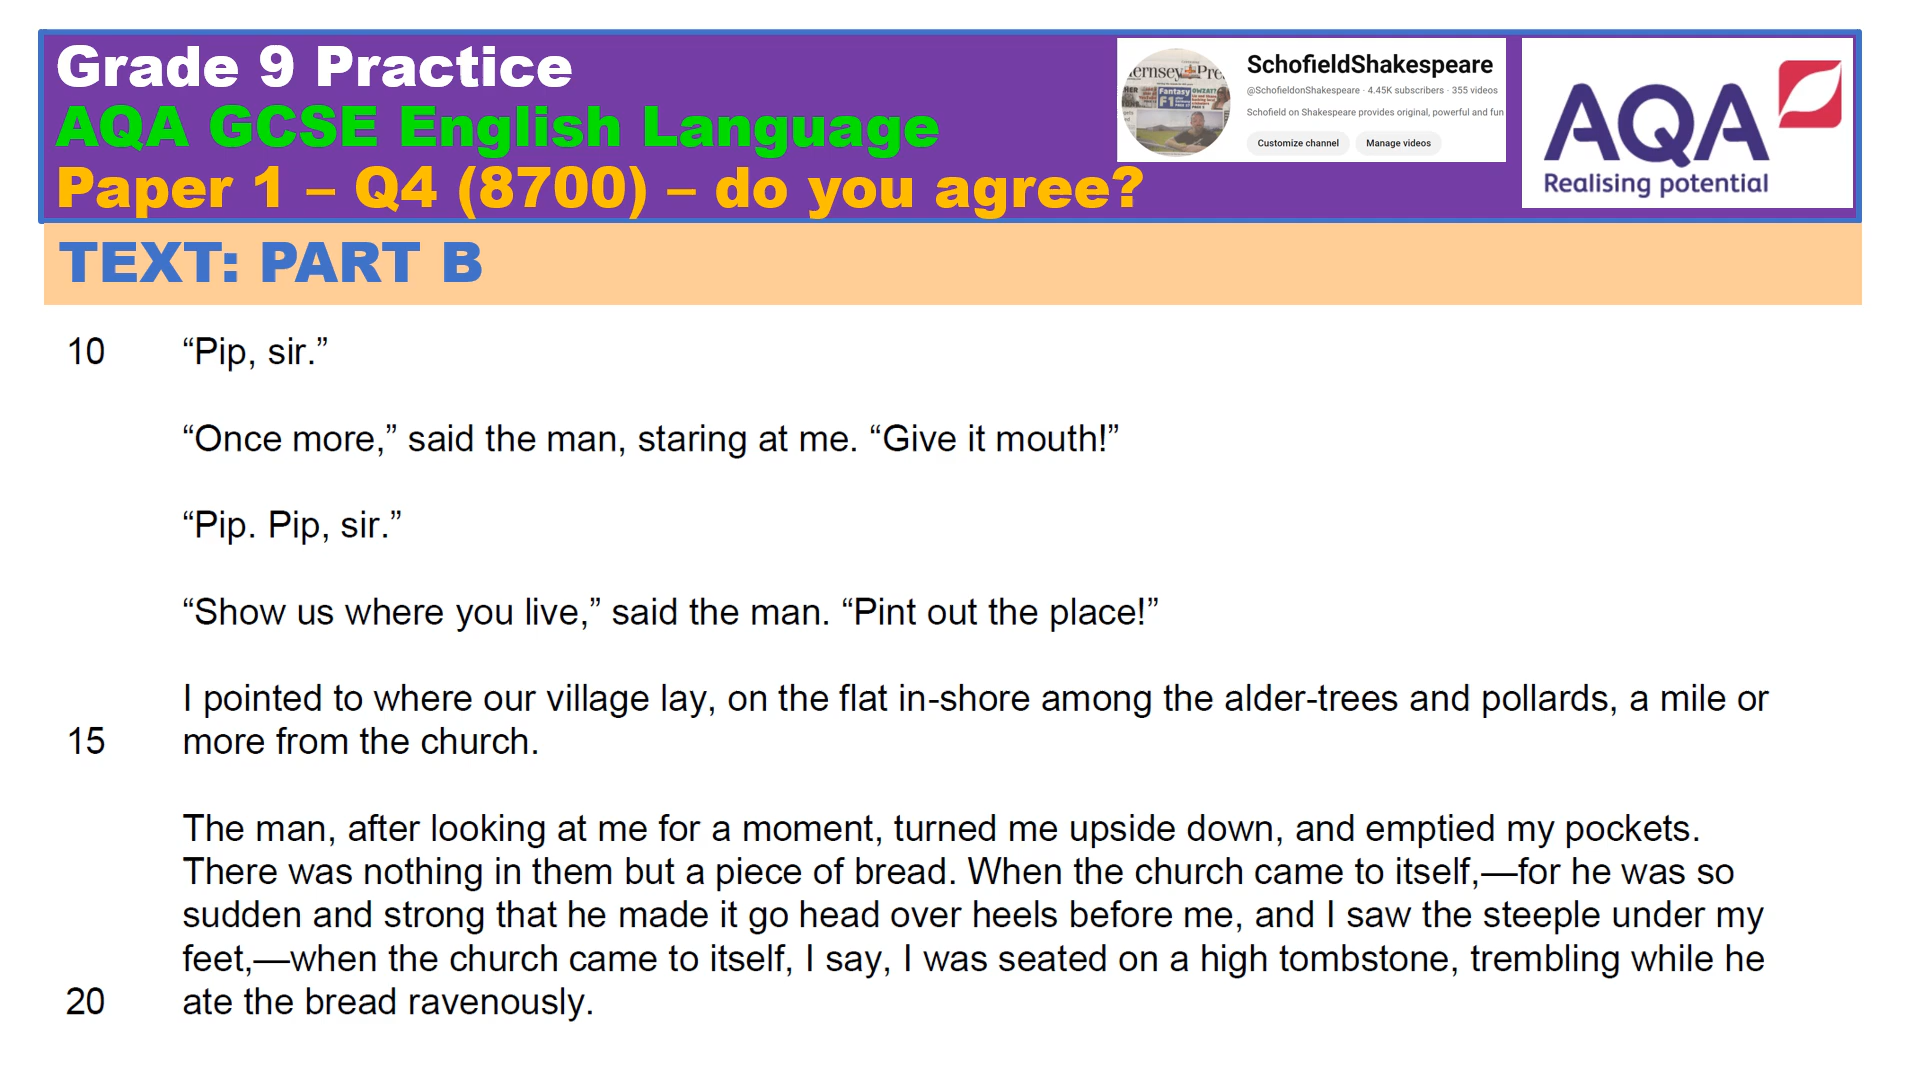 Grade 9 Practice
AQA GCSE English Language
Paper 1 – Q4 (8700) – do you agree?
SchofieldShakespeare
@SchofieldonShakespeare · 4.45K subscribers · 355 videos
Schofield on Shakespeare provides original, powerful and fun
Customize channel Manage videos
AQA
Realising potential
TEXT: PART B
10 “Pip, sir.”
“Once more,” said the man, staring at me. “Give it mouth!”
“Pip. Pip, sir.”
“Show us where you live,” said the man. “Pint out the place!”
I pointed to where our village lay, on the flat in-shore among the alder-trees and pollards, a mile or
15 more from the church.
The man, after looking at me for a moment, turned me upside down, and emptied my pockets.
There was nothing in them but a piece of bread. When the church came to itself,—for he was so
sudden and strong that he made it go head over heels before me, and I saw the steeple under my
feet,—when the church came to itself, I say, I was seated on a high tombstone, trembling while he
20 ate the bread ravenously.